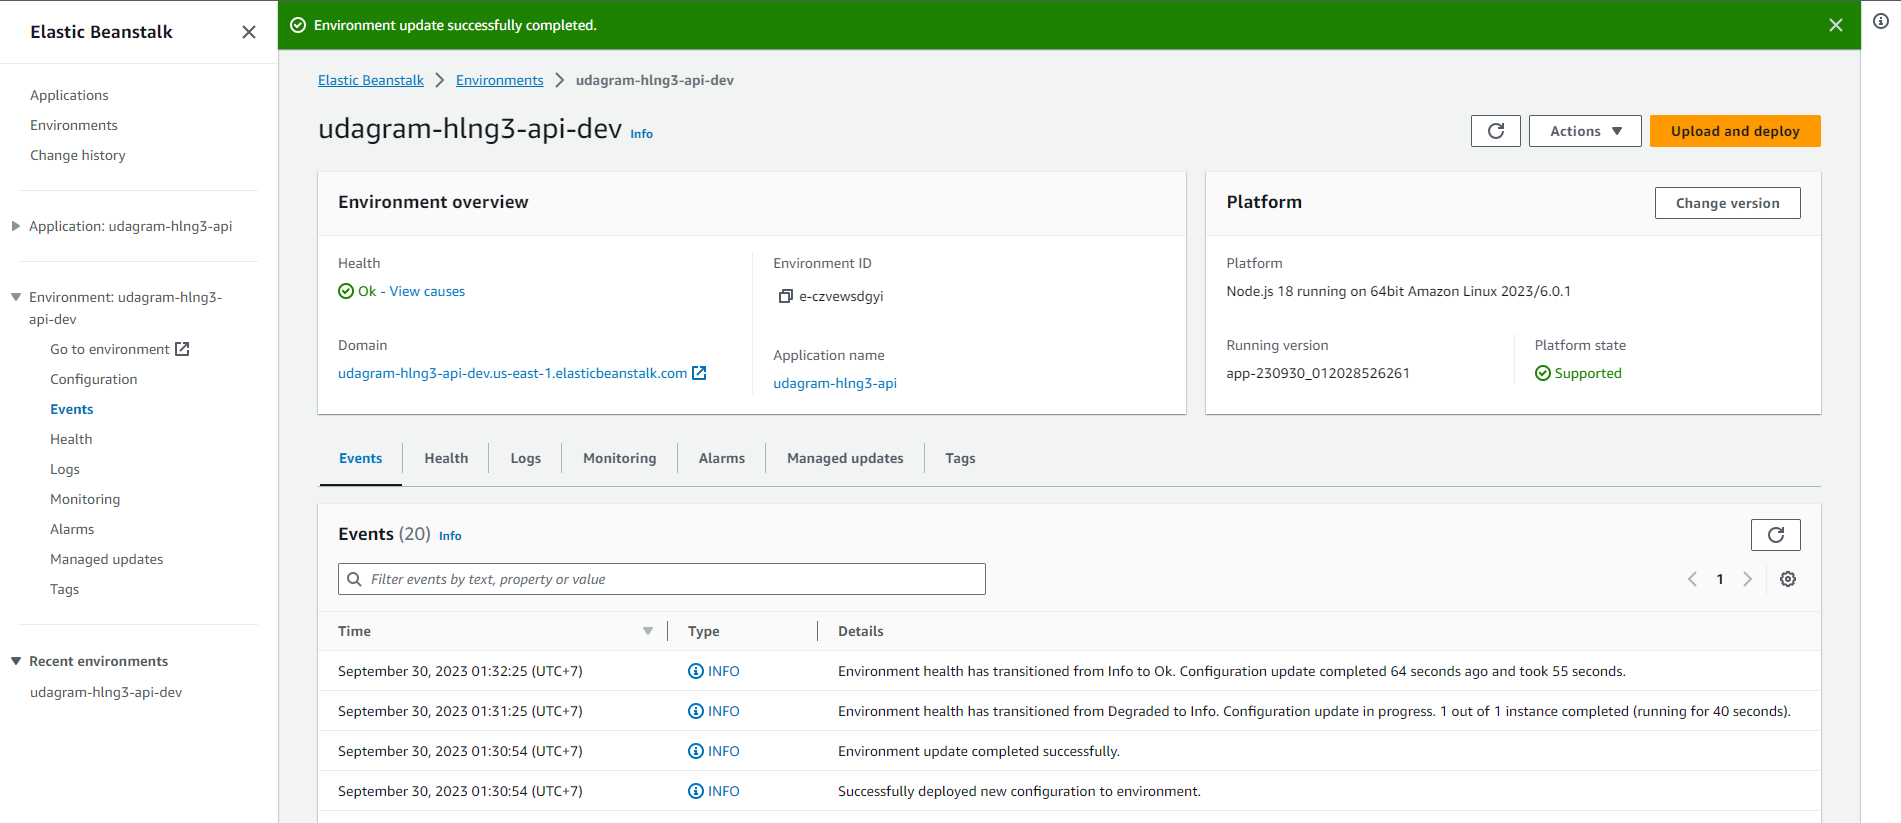 Elastic Beanstalk
Applications
Environments
Change history
Application: udagram-hlng3-api
Environment: udagram-hlng3-
api-dev
Go to environment
Configuration
Events
Health
Logs
Monitoring
Alarms
Managed updates
Tags
Recent environments
udagram-hlng3-api-dev
Environment update successfully completed.
Elastic Beanstalk > Environments > udagram-hlng3-api-dev
udagram-hlng3-api-dev Info
Actions
Upload and deploy
Environment overview
Health
Ok - View causes
Domain
udagram-hlng3-api-dev.us-east-1.elasticbeanstalk.com
Environment ID
e-czvewsdgyi
Application name
udagram-hlng3-api
Platform
Change version
Platform
Node.js 18 running on 64bit Amazon Linux 2023/6.0.1
Running version
app-230930_012028526261
Platform state
Supported
Events Health Logs Monitoring Alarms Managed updates Tags
Events (20) Info
Filter events by text, property or value
1
Time Type Details
September 30, 2023 01:32:25 (UTC+7) INFO Environment health has transitioned from Info to Ok. Configuration update completed 64 seconds ago and took 55 seconds.
September 30, 2023 01:31:25 (UTC+7) INFO Environment health has transitioned from Degraded to Info. Configuration update in progress. 1 out of 1 instance completed (running for 40 seconds).
September 30, 2023 01:30:54 (UTC+7) INFO Environment update completed successfully.
September 30, 2023 01:30:54 (UTC+7) INFO Successfully deployed new configuration to environment.